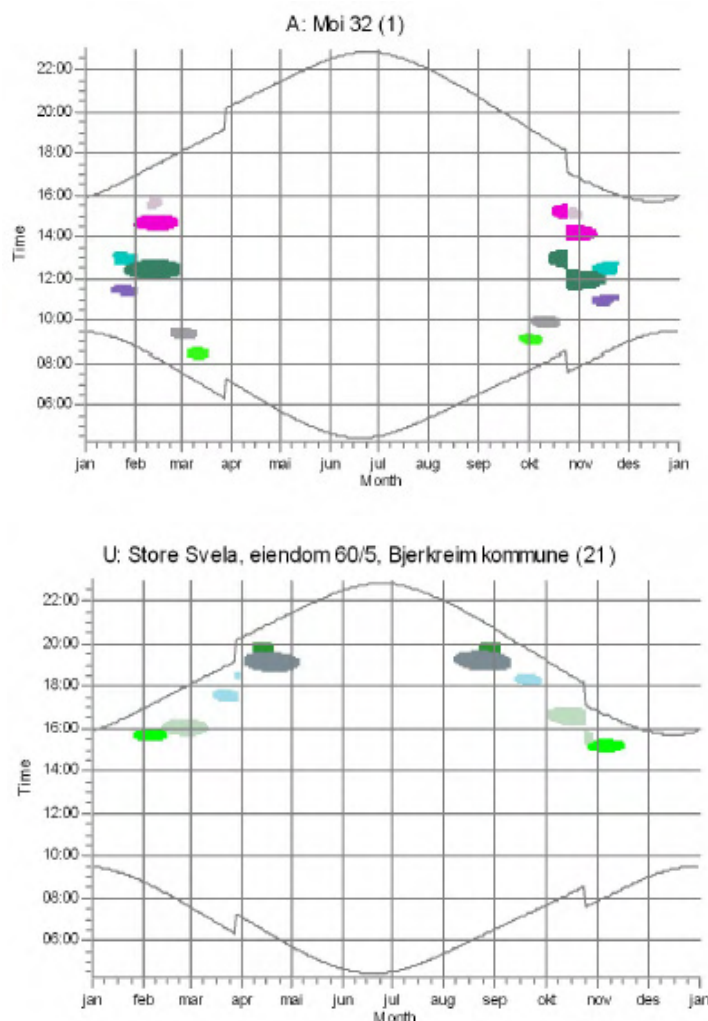 A: Moi 32 (1)
22:00
20:00
18:00
16:00
14:00
12:00
10:00
08:00
06:00
Time
jan feb mar apr mai jun jul aug sep okt nov des jan
Month
U: Store Svela, eiendom 60/5, Bjerkreim kommune (21)
22:00
20:00
18:00
16:00
14:00
12:00
10:00
08:00
06:00
Time
jan feb mar apr mai jun jul aug sep okt nov des jan
Month